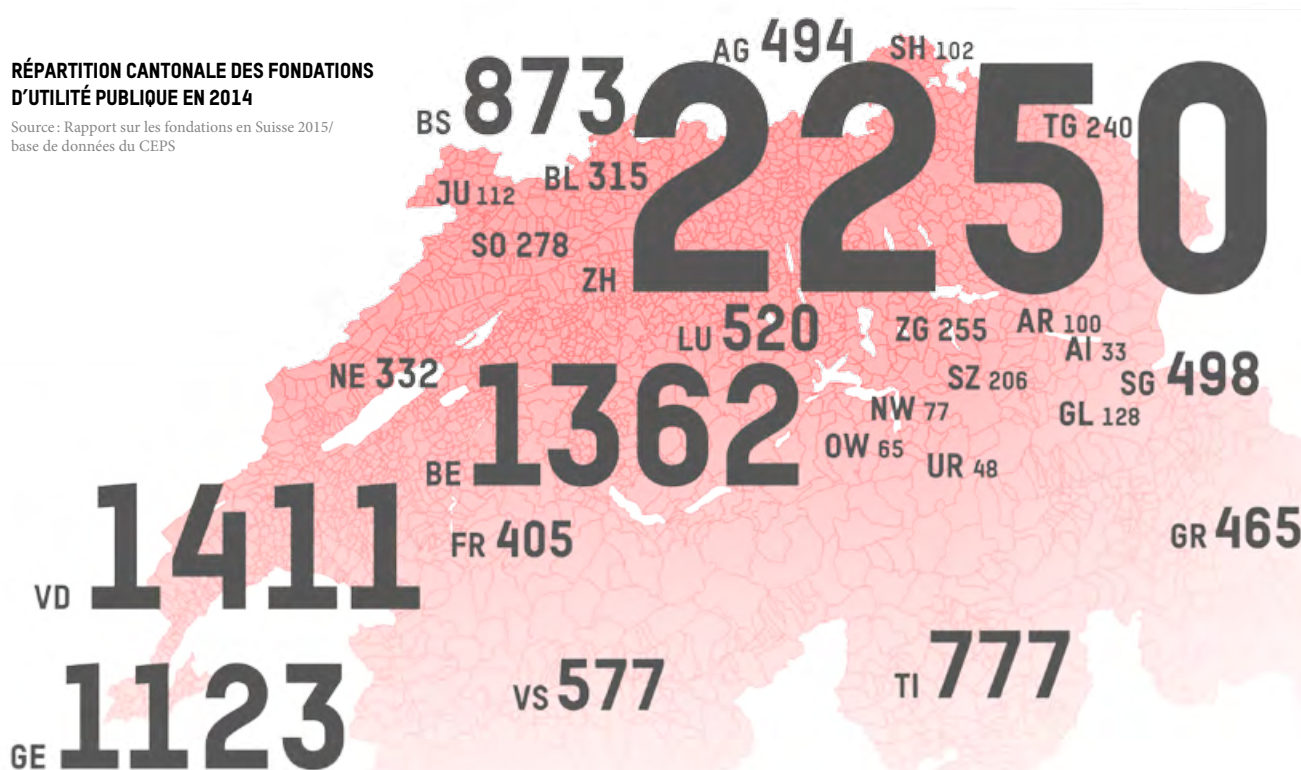 RÉPARTITION CANTONALE DES FONDATIONS
D'UTILITÉ PUBLIQUE EN 2014
Source : Rapport sur les fondations en Suisse 2015/
base de données du CEPS
AG 494
SH 102
BS 873
TG 240
BL 315
JU 112
SO 278
ZH 2250
LU 520
ZG 255
AR 100
AI 33
NE 332
SZ 206
SG 498
NW 77
GL 128
OW 65
UR 48
BE 1362
FR 405
GR 465
VD 1411
VS 577
TI 777
GE 1123